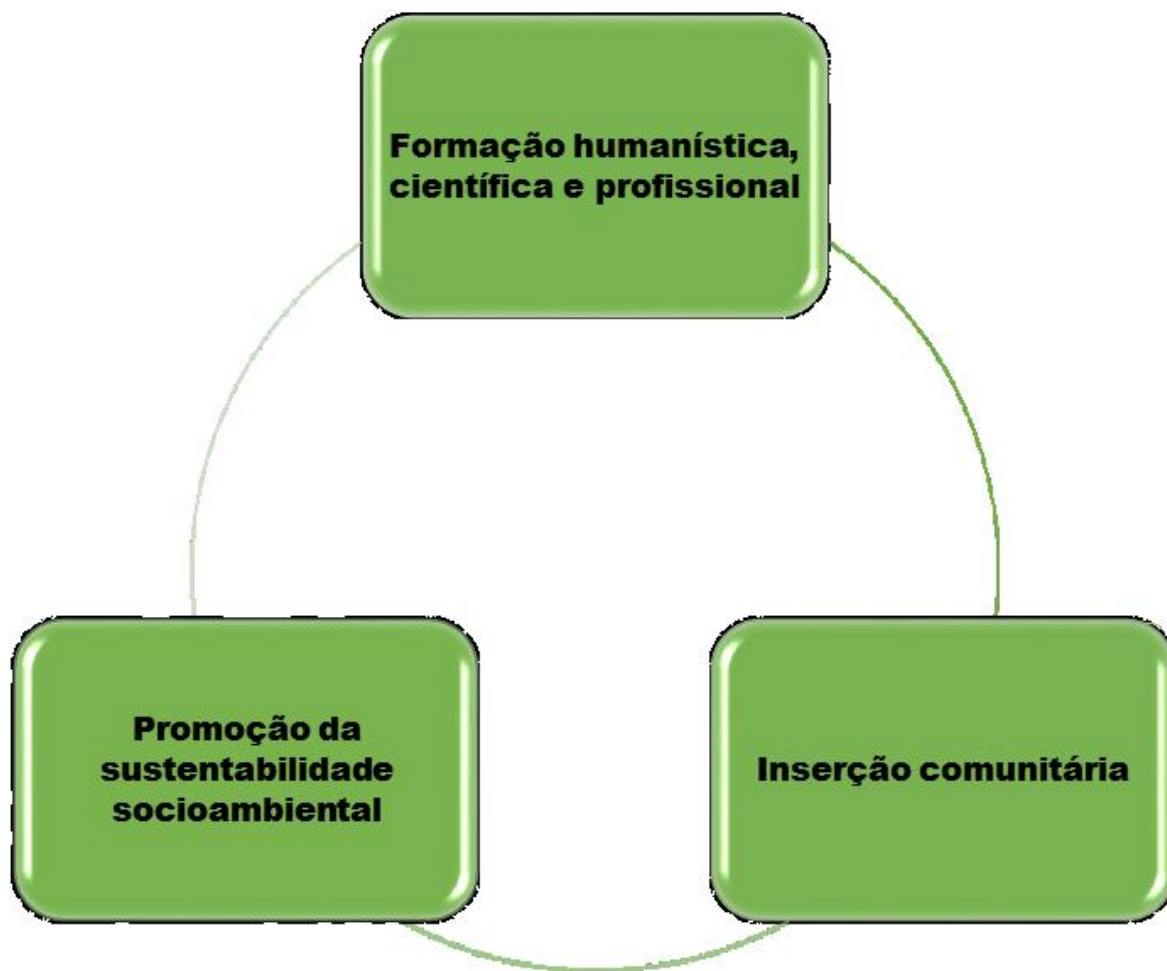 Formação humanística,
científica e profissional
Promoção da
sustentabilidade
socioambiental
Inserção comunitária